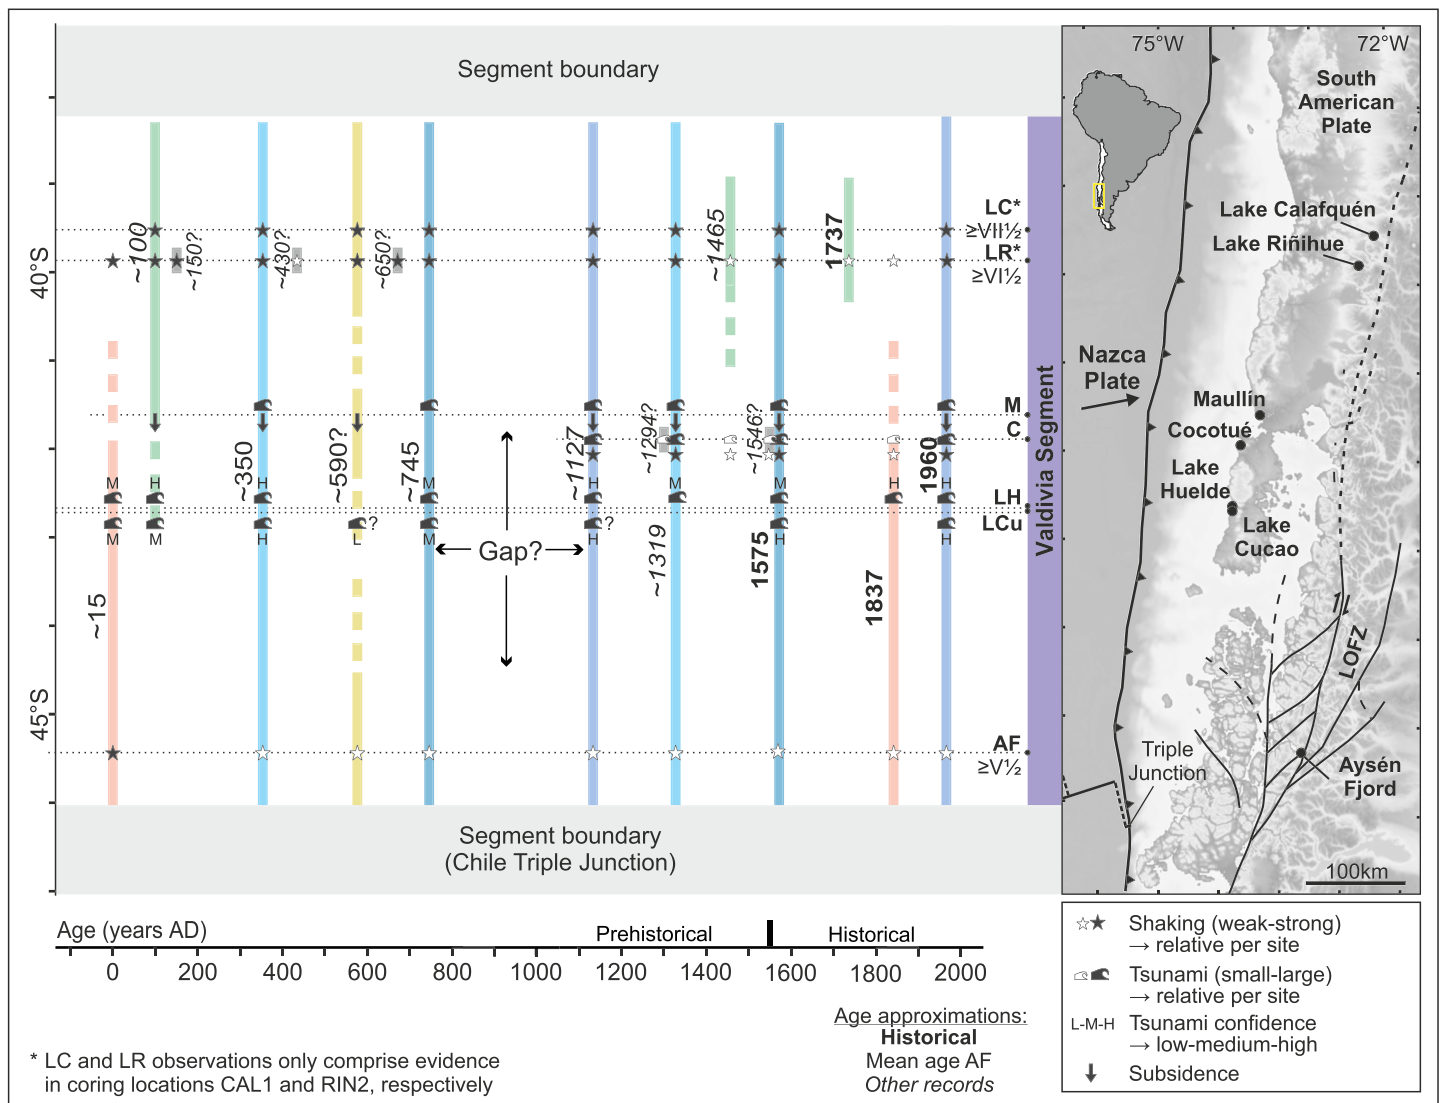 Segment boundary
75°W
72°W
South
American
Plate
~100
~150?
~430?
~650?
~1465
1737
LC*
≥VII½
LR*
≥VI½
40°S
Lake Calafquén
Lake Riñihue
Nazca
Plate
Valdivia Segment
M
C
Maullín
Cocotué
Lake
Huelde
Lake
Cucao
~350
~590?
~745
~1127
~1294?
~1546?
1960
M
H
H
M
H
M
M
H
H
LH
LCu
?
?
M
M
H
L
M
H
H
H
Gap?
~15
~1319
1575
1837
45°S
LOFZ
AF
≥V½
Triple
Junction
Aysén
Fjord
100km
Segment boundary
(Chile Triple Junction)
Age (years AD)
Prehistorical
Historical
0 200 400 600 800 1000 1200 1400 1600 1800 2000
Age approximations:
Historical
Mean age AF
Other records
* LC and LR observations only comprise evidence
in coring locations CAL1 and RIN2, respectively
Shaking (weak-strong)
→ relative per site
Tsunami (small-large)
→ relative per site
L-M-H Tsunami confidence
→ low-medium-high
Subsidence